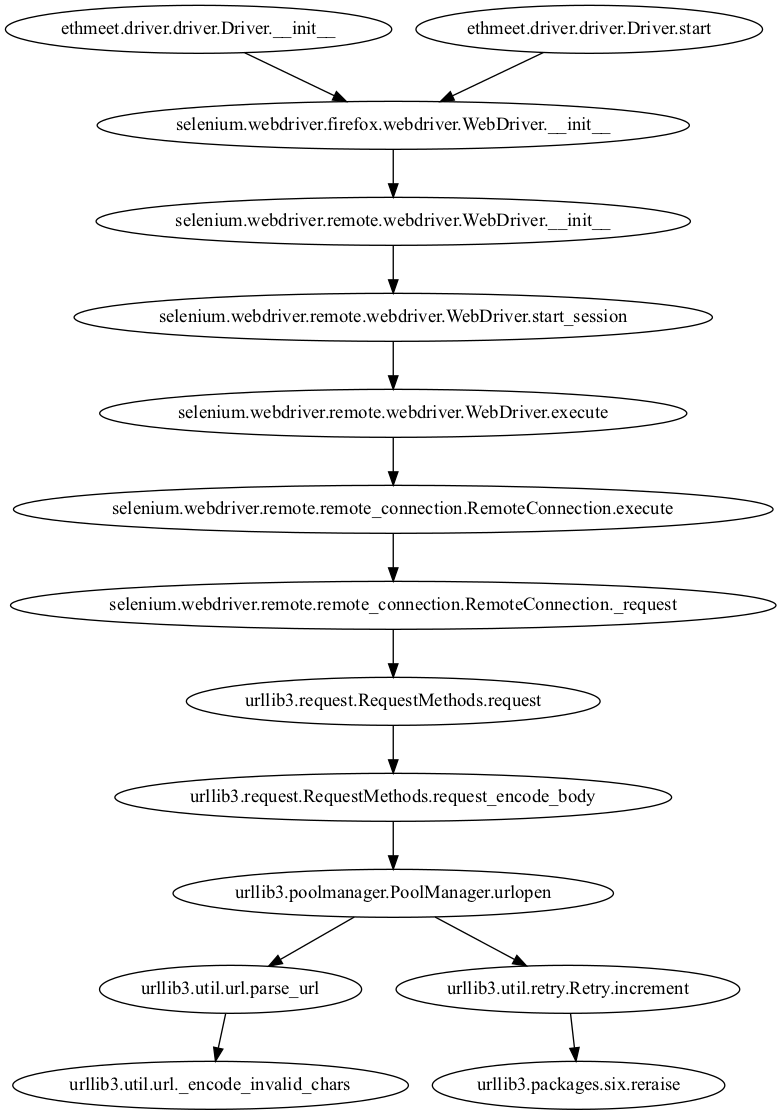 ethmeet.driver.driver.Driver.__init__
ethmeet.driver.driver.Driver.start
selenium.webdriver.firefox.webdriver.WebDriver.__init__
selenium.webdriver.remote.webdriver.WebDriver.__init__
selenium.webdriver.remote.webdriver.WebDriver.start_session
selenium.webdriver.remote.webdriver.WebDriver.execute
selenium.webdriver.remote.remote_connection.RemoteConnection.execute
selenium.webdriver.remote.remote_connection.RemoteConnection._request
urllib3.request.RequestMethods.request
urllib3.request.RequestMethods.request_encode_body
urllib3.poolmanager.PoolManager.urlopen
urllib3.util.url.parse_url
urllib3.util.retry.Retry.increment
urllib3.util.url._encode_invalid_chars
urllib3.packages.six.reraise